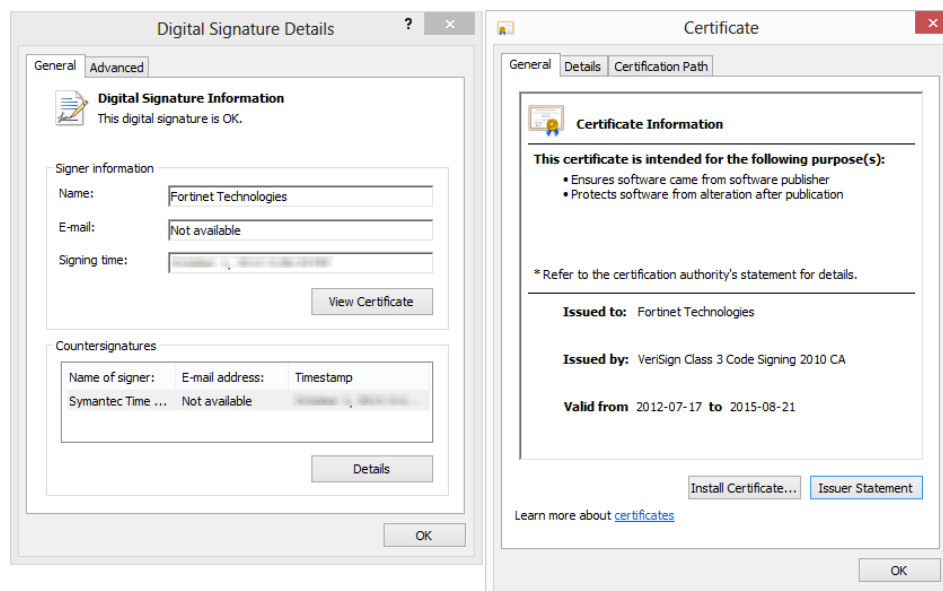 Digital Signature Details
?
General
Advanced
Digital Signature Information
This digital signature is OK.
Signer information
Name:
Fortinet Technologies
E-mail:
Not available
Signing time:
View Certificate
Countersignatures
Name of signer: E-mail address: Timestamp
Symantec Time ... Not available
Details
OK
Certificate
General
Details
Certification Path
Certificate Information
This certificate is intended for the following purpose(s):
• Ensures software came from software publisher
• Protects software from alteration after publication
* Refer to the certification authority's statement for details.
Issued to: Fortinet Technologies
Issued by: VeriSign Class 3 Code Signing 2010 CA
Valid from 2012-07-17 to 2015-08-21
Install Certificate...
Issuer Statement
Learn more about certificates
OK